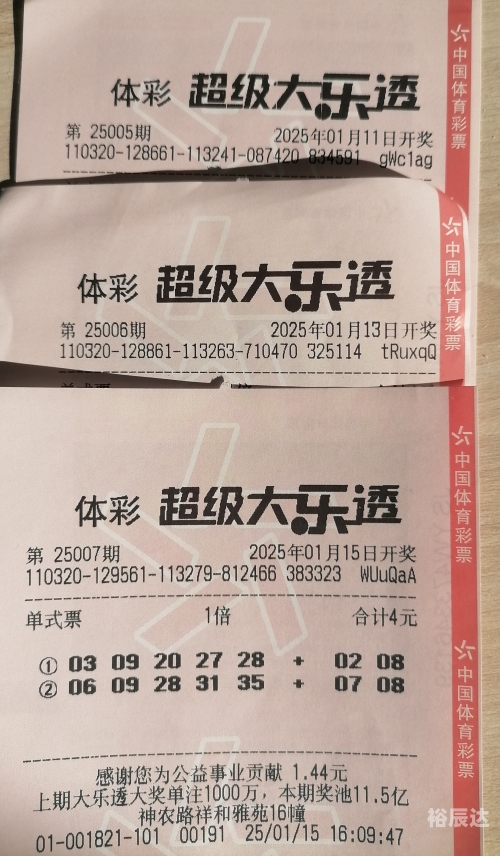 体彩 超级大乐透
第 25005期 2025年01月11日开奖
110320-128661-113241-087420 834591 gWc1ag
中国体育彩票
体彩 超级大乐透
第 25006期 2025年01月13日开奖
110320-128861-113263-710470 325114 tRuxqQ
中国体育彩票
体彩 超级大乐透
第 25007期 2025年01月15日开奖
110320-129561-113279-812466 383323 WUuQaA
单式票 1倍 合计4元
① 03 09 20 27 28 + 02 08
② 06 09 28 31 35 + 07 08
中国体育彩票
中国体育彩票
感谢您为公益事业贡献 1.44元
上期大乐透大奖单注1000万，本期奖池11.5亿
神农路祥和雅苑16幢
01-001821-101 00191 25/01/15 16:09:47
裕辰达